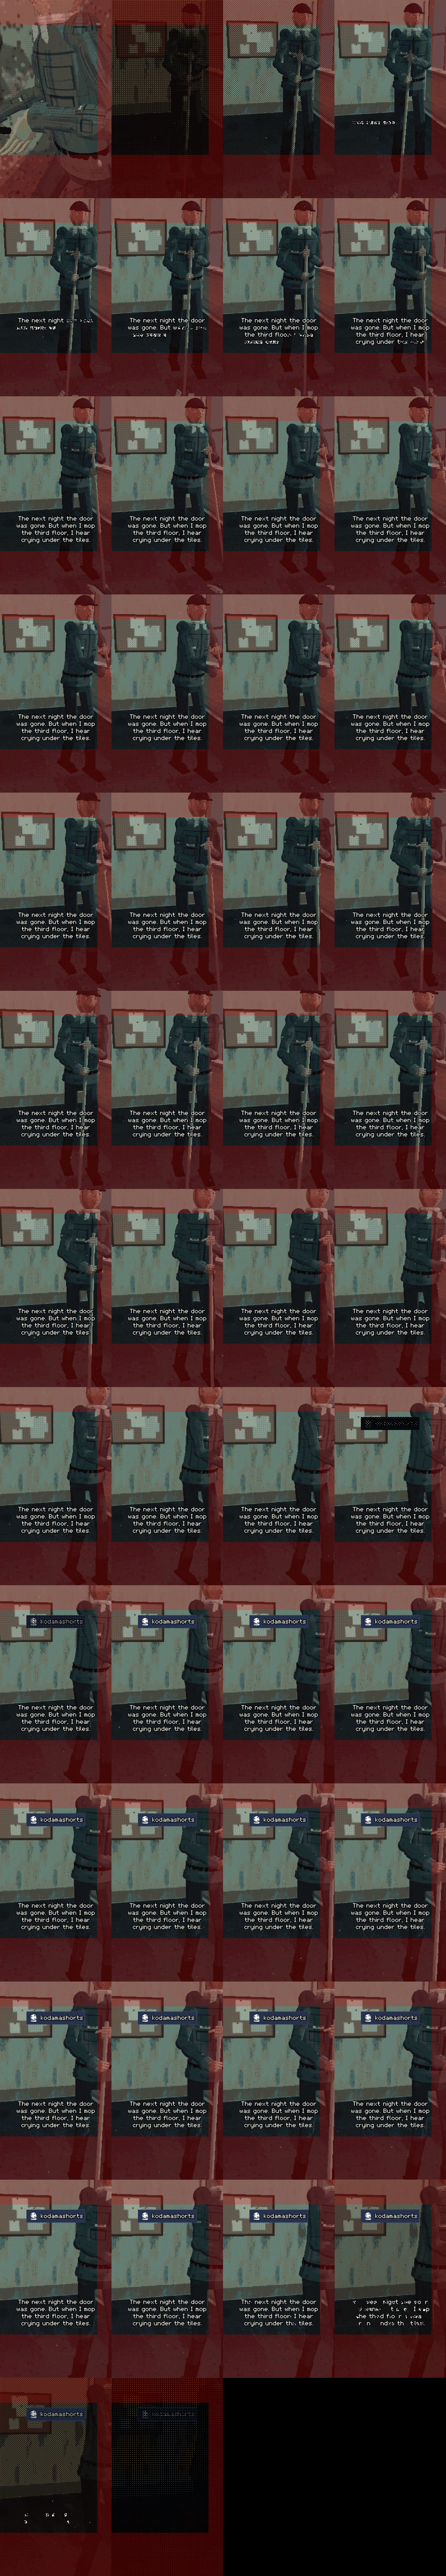 kodamashorts
The next night the door
was gone. But when I mop
the third floor, I hear
crying under the tiles.